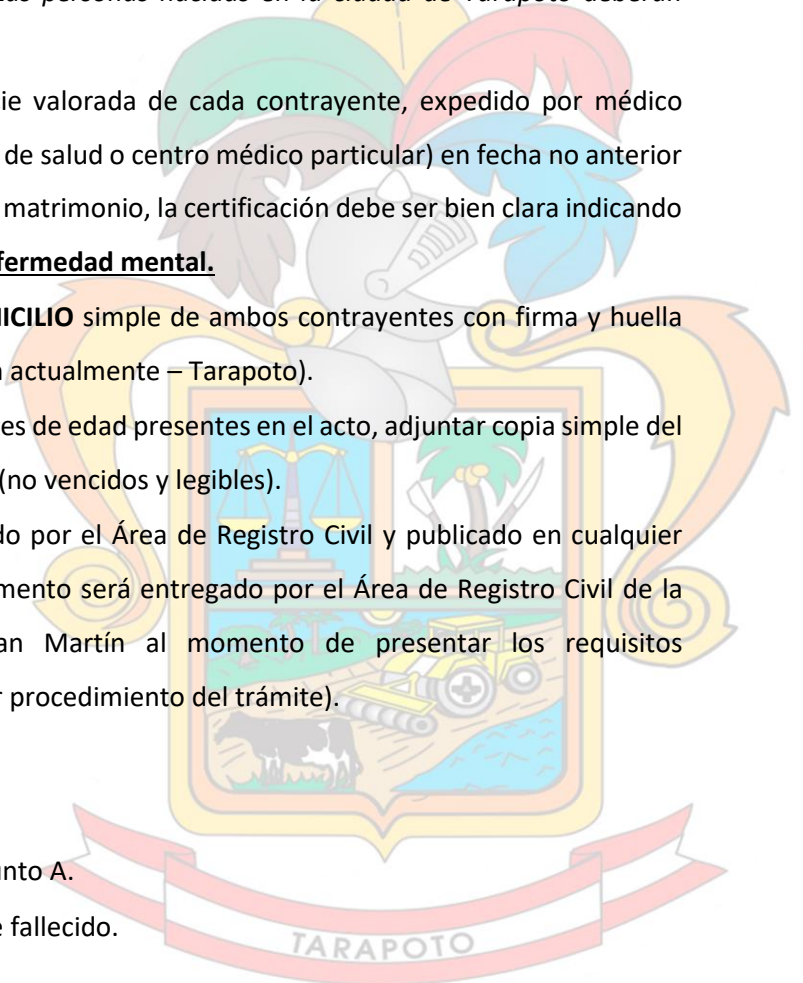 personas nacidas en la ciudad de Tarapoto deberán
ie valorada de cada contrayente, expedido por médico
de salud o centro médico particular) en fecha no anterior
matrimonio, la certificación debe ser bien clara indicando
fermedad mental.
ICILIO simple de ambos contrayentes con firma y huella
actualmente – Tarapoto).
es de edad presentes en el acto, adjuntar copia simple del
(no vencidos y legibles).
do por el Área de Registro Civil y publicado en cualquier
mento será entregado por el Área de Registro Civil de la
an Martín al momento de presentar los requisitos
r procedimiento del trámite).
nto A.
e fallecido.
TARAPOTO